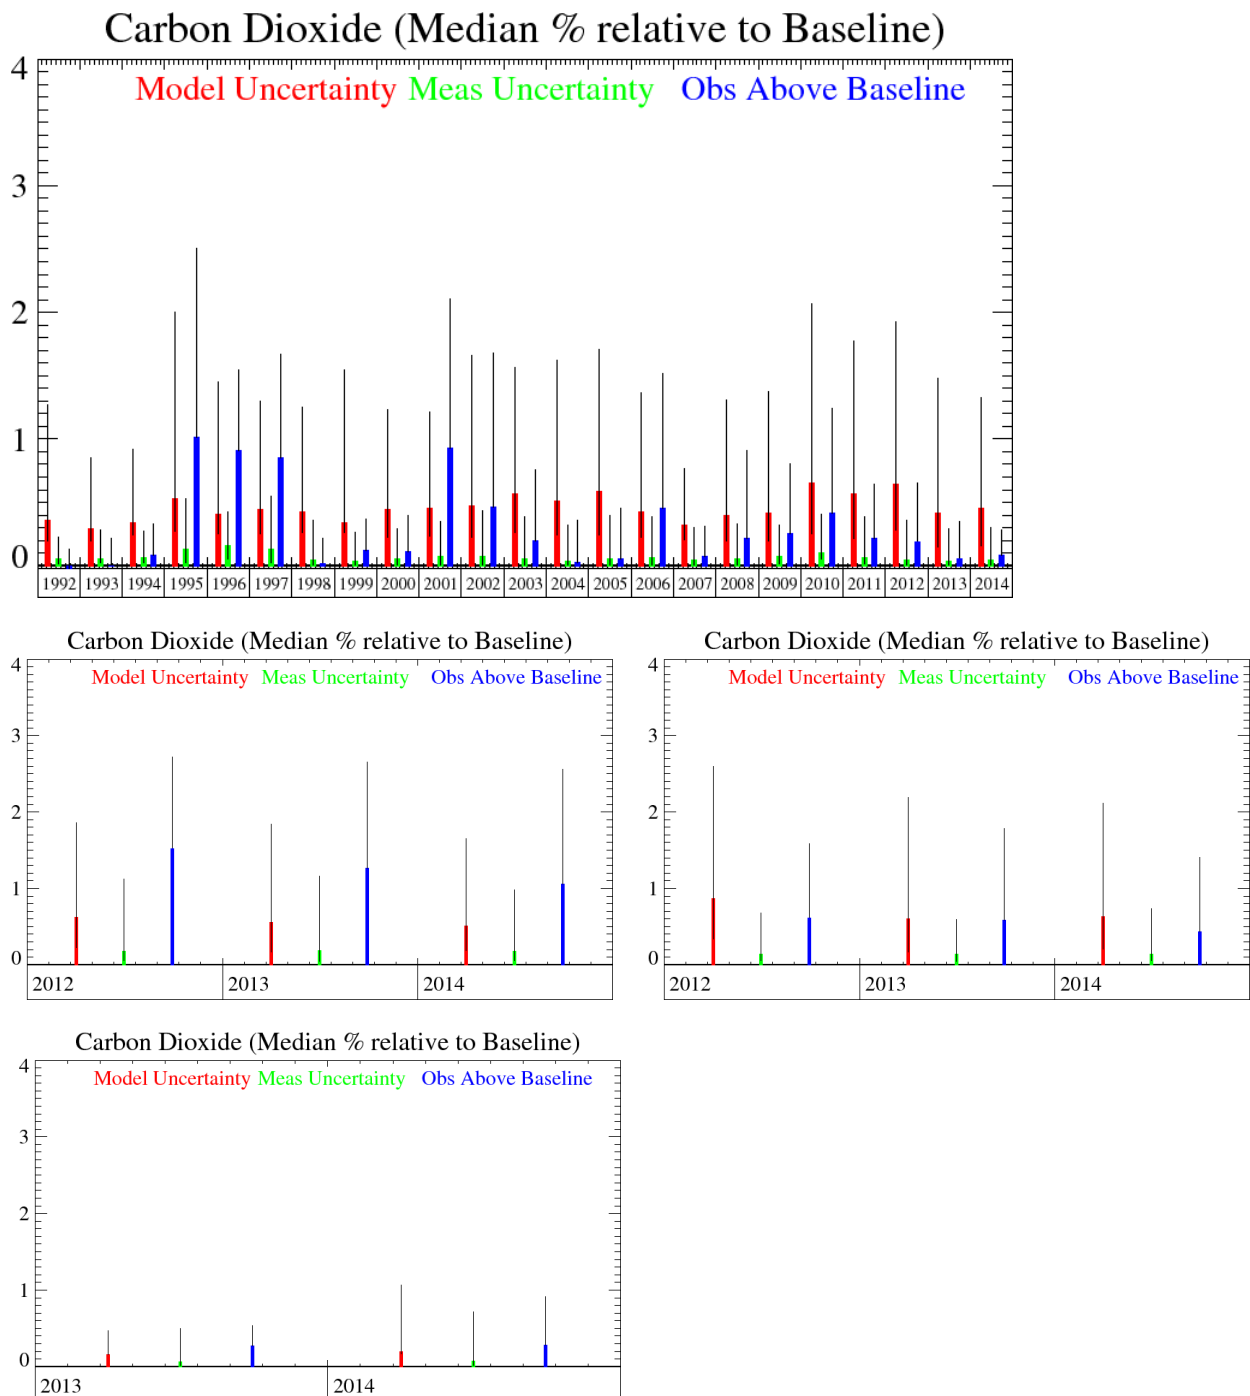 Carbon Dioxide (Median % relative to Baseline)
Model Uncertainty Meas Uncertainty Obs Above Baseline
4
3
2
1
0
1992 1993 1994 1995 1996 1997 1998 1999 2000 2001 2002 2003 2004 2005 2006 2007 2008 2009 2010 2011 2012 2013 2014
Carbon Dioxide (Median % relative to Baseline)
Model Uncertainty Meas Uncertainty Obs Above Baseline
4
3
2
1
0
2012 2013 2014
Carbon Dioxide (Median % relative to Baseline)
Model Uncertainty Meas Uncertainty Obs Above Baseline
4
3
2
1
0
2012 2013 2014
Carbon Dioxide (Median % relative to Baseline)
Model Uncertainty Meas Uncertainty Obs Above Baseline
4
3
2
1
0
2013 2014